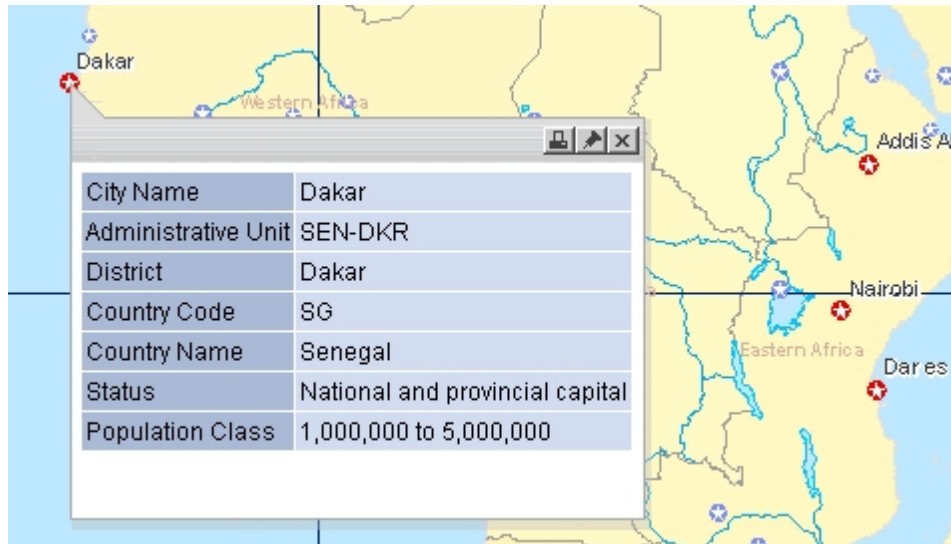 Dakar
Western Africa
Addis A
City Name Dakar
Administrative Unit SEN-DKR
District Dakar
Country Code SG
Country Name Senegal
Status National and provincial capital
Population Class 1,000,000 to 5,000,000
Nairobi
Eastern Africa
Dar es